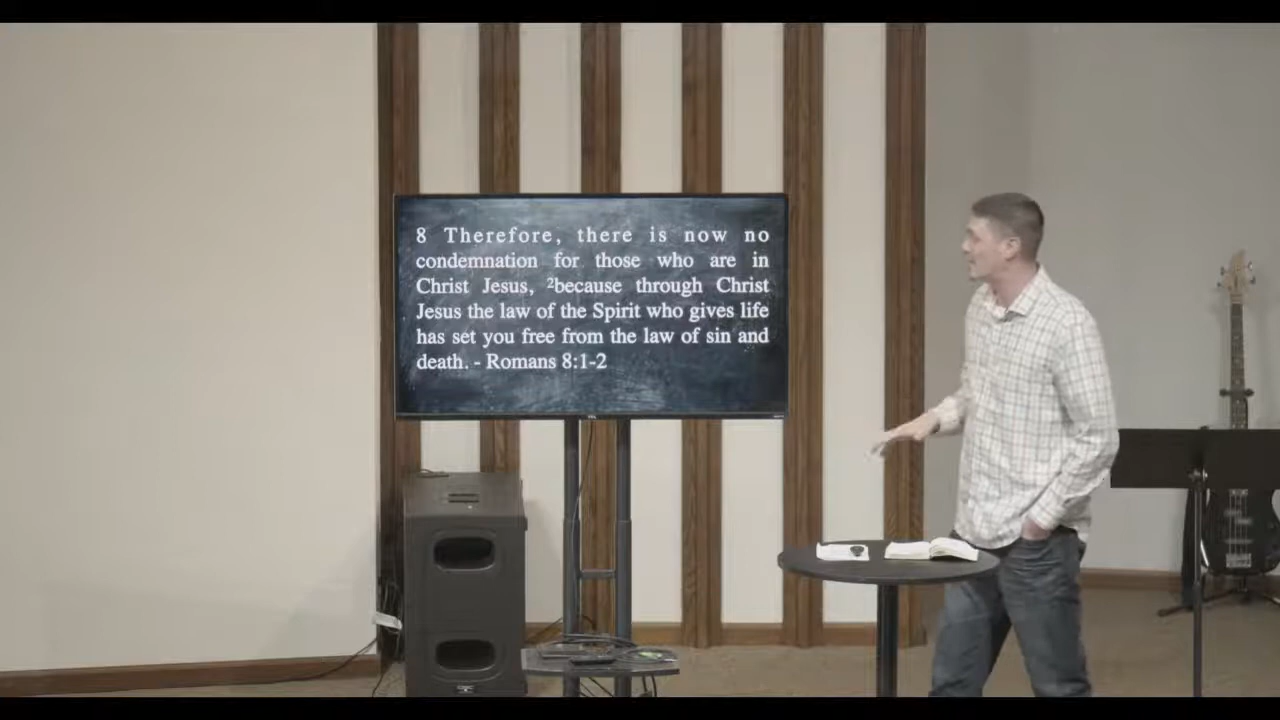 8 Therefore, there is now no
condemnation for those who are in
Christ Jesus, ²because through Christ
Jesus the law of the Spirit who gives life
has set you free from the law of sin and
death. - Romans 8:1-2
TCL